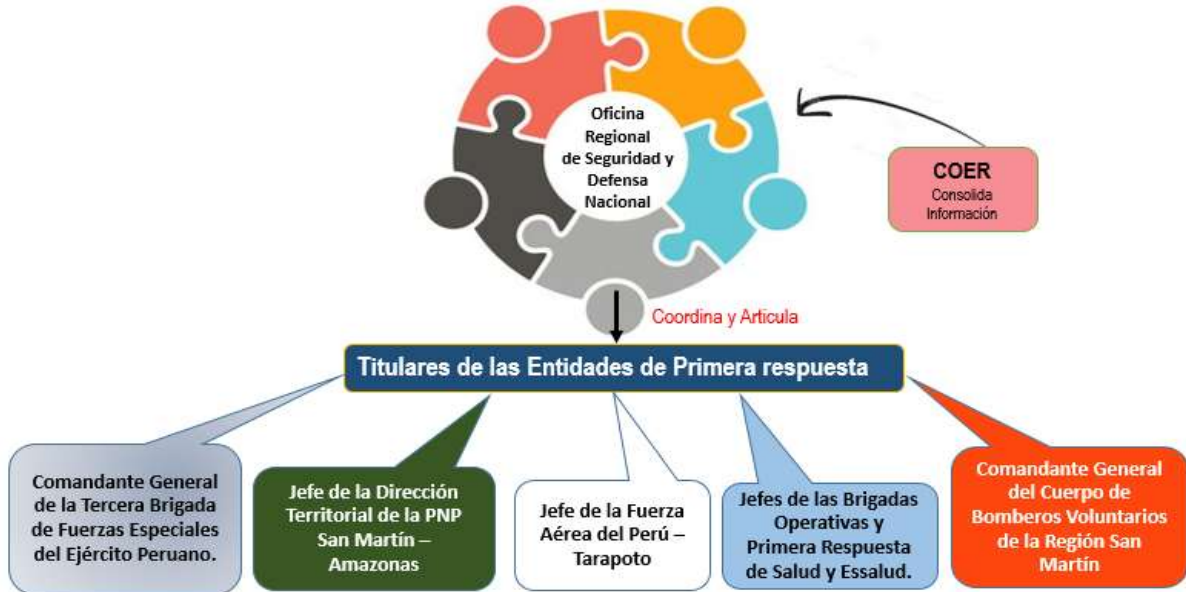 Oficina
Regional
de Seguridad y
Defensa
Nacional
COER
Consolida
Información
Coordina y Articula
Titulares de las Entidades de Primera respuesta
Comandante General
de la Tercera Brigada
de Fuerzas Especiales
del Ejército Peruano.
Jefe de la Dirección
Territorial de la PNP
San Martín –
Amazonas
Jefe de la Fuerza
Aérea del Perú –
Tarapoto
Jefes de las Brigadas
Operativas y
Primera Respuesta
de Salud y Essalud.
Comandante General
del Cuerpo de
Bomberos Voluntarios
de la Región San
Martín